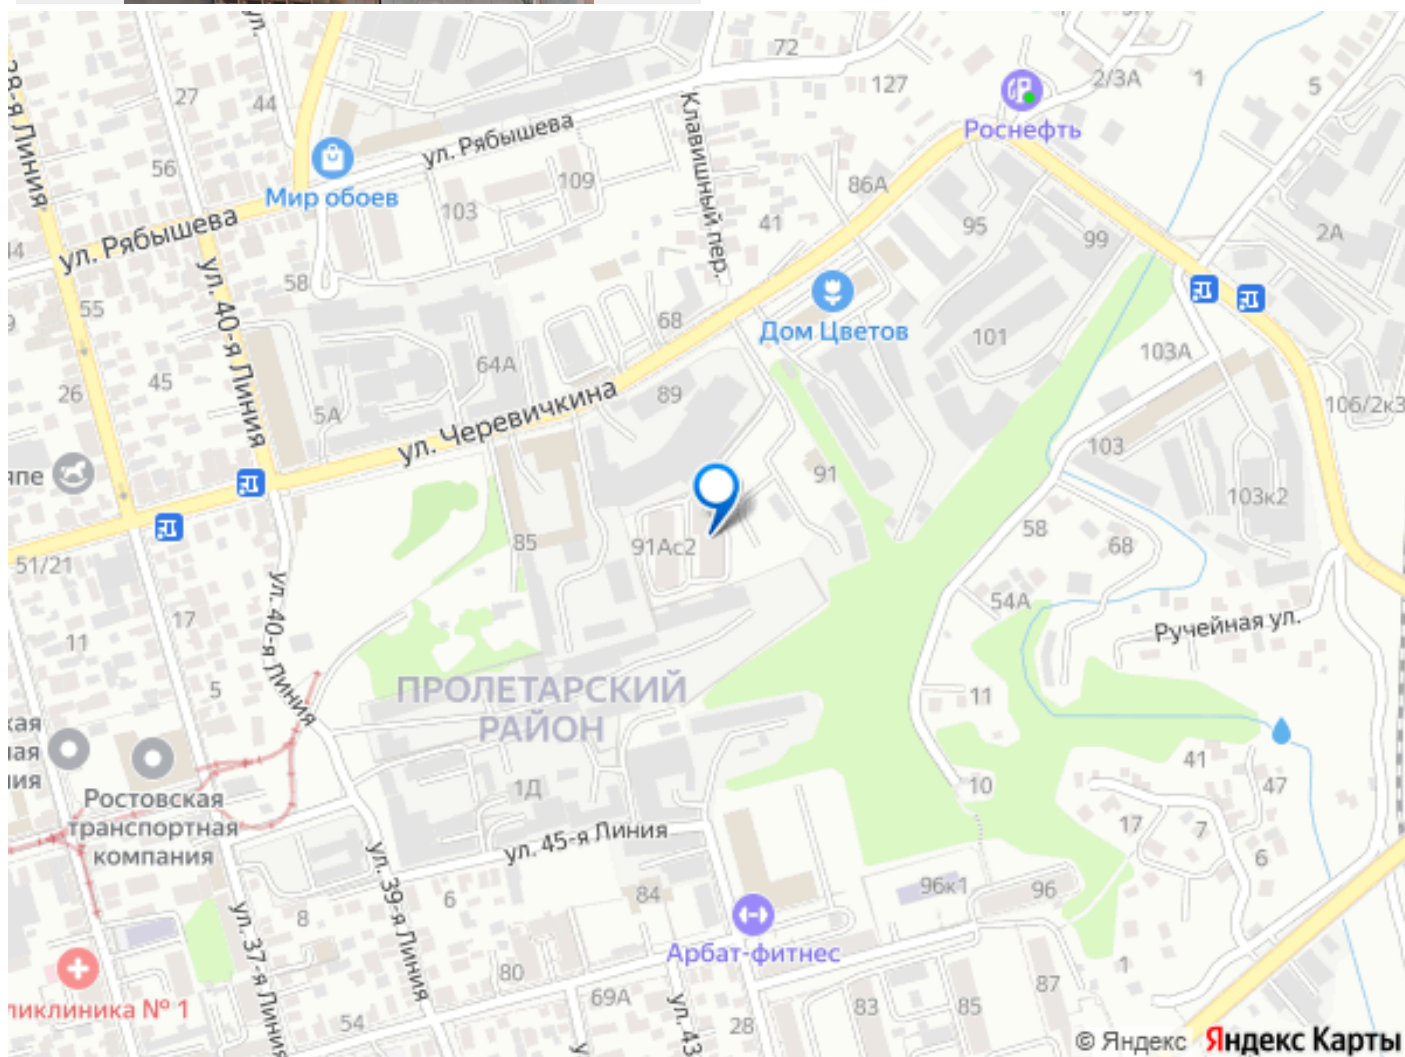 72
127
2/3А
1
5
Роснефть
27
44
56
28-я Линия
ул. Рябышева
Клавишный пер.
Мир обоев
109
103
86А
41
95
99
2А
ул. Рябышева
58
55
ул. 40-я Линия
68
Дом Цветов
101
103А
26
45
64А
5А
89
106/2к3
ул. Черевичкина
103
91
103к2
51/21
85
91Ас2
58
68
54А
Ручейная ул.
17
11
ул. 40-я Линия
5
ПРОЛЕТАРСКИЙ
РАЙОН
11
41
47
10
Ростовская
транспортная
компания
1Д
17
7
6
ул. 45-я Линия
ул. 39-я Линия
6
84
96к1
96
8
ул. 37-я Линия
Арбат-фитнес
80
69А
87
1
83
85
28
54
ул. 43
© Яндекс
Яндекс Карты